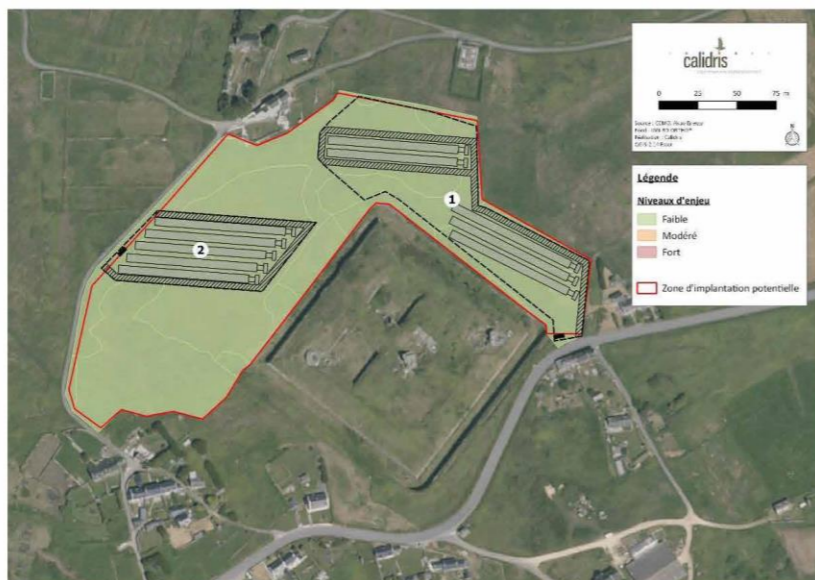 calidris
0 25 50 75 m
Légende
Niveaux d'enjeu
Faible
Modéré
Fort
Zone d'implantation potentielle
1
2